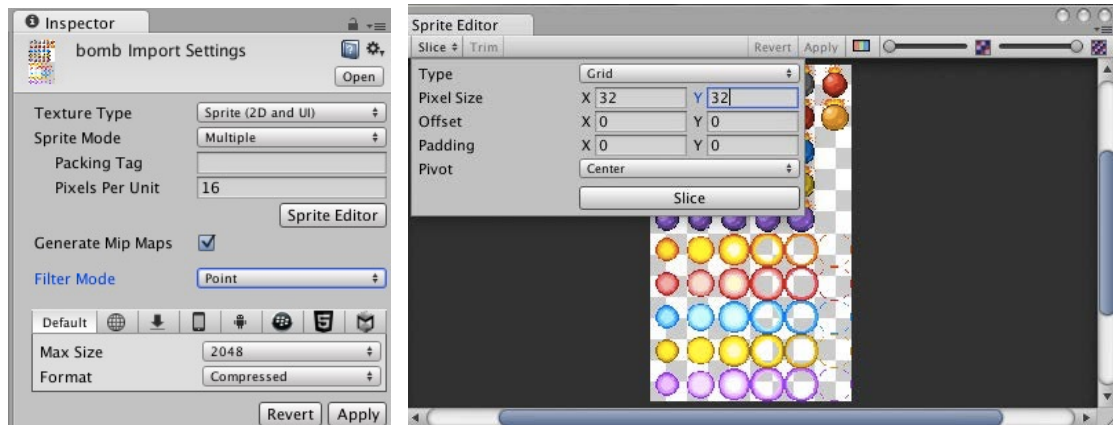 Inspector
bomb Import Settings
Open
Texture Type Sprite (2D and UI)
Sprite Mode Multiple
Packing Tag
Pixels Per Unit 16
Sprite Editor
Generate Mip Maps
Filter Mode Point
Default
Max Size 2048
Format Compressed
Revert Apply
Sprite Editor
Slice Trim Revert Apply
Type Grid
Pixel Size X 32 Y 32
Offset X 0 Y 0
Padding X 0 Y 0
Pivot Center
Slice